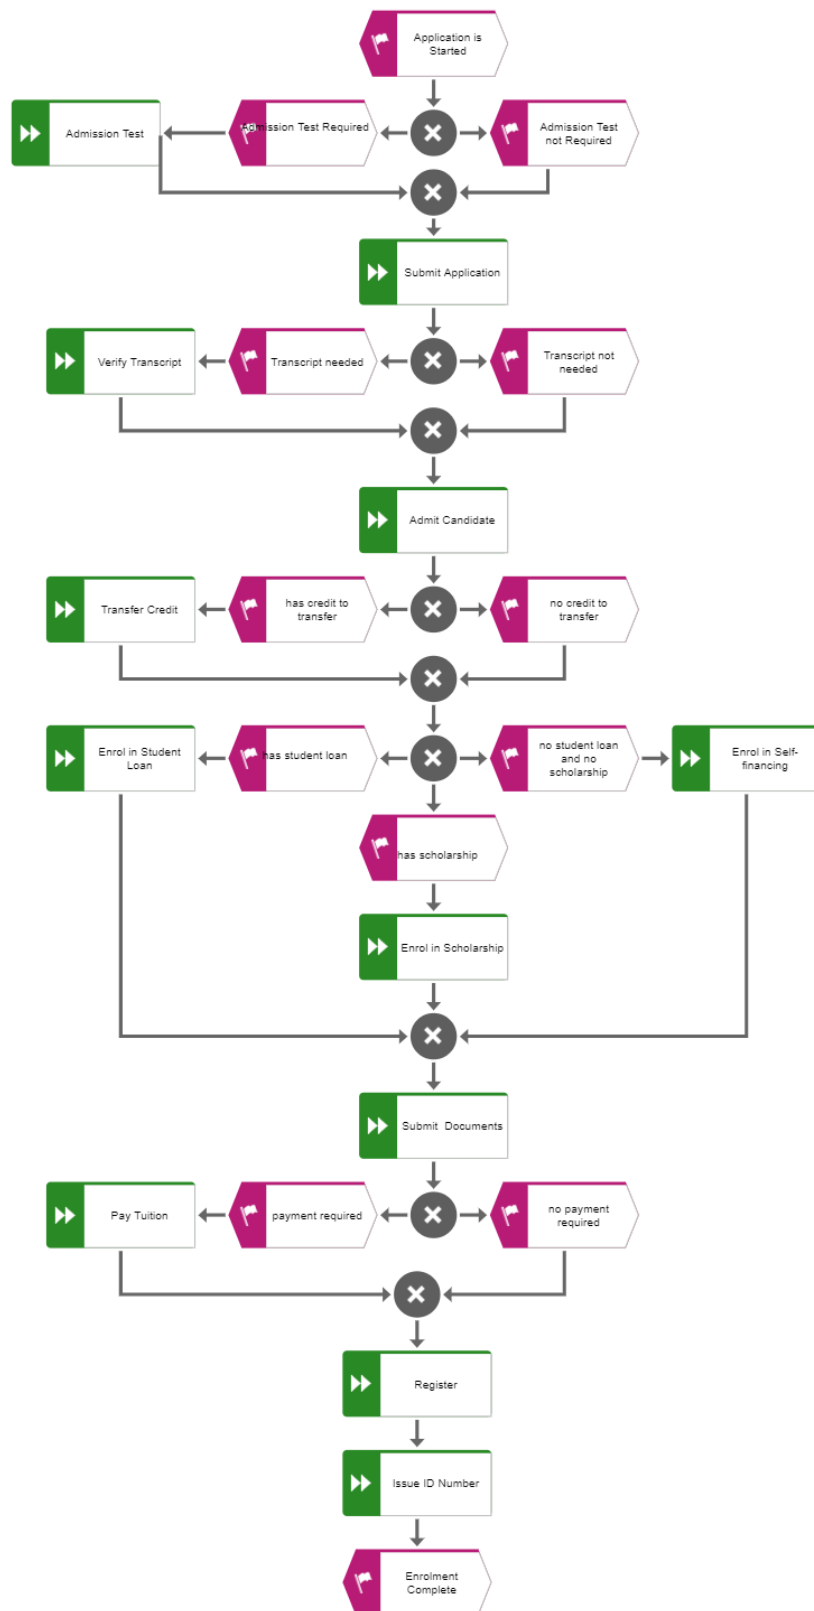 Application is
Started
Admission Test
Admission Test Required
Admission Test
not Required
Submit Application
Verify Transcript
Transcript needed
Transcript not
needed
Admit Candidate
Transfer Credit
has credit to
transfer
no credit to
transfer
Enrol in Student
Loan
has student loan
no student loan
and no
scholarship
Enrol in Self-
financing
has scholarship
Enrol in Scholarship
Submit  Documents
Pay Tuition
payment required
no payment
required
Register
Issue ID Number
Enrolment
Complete